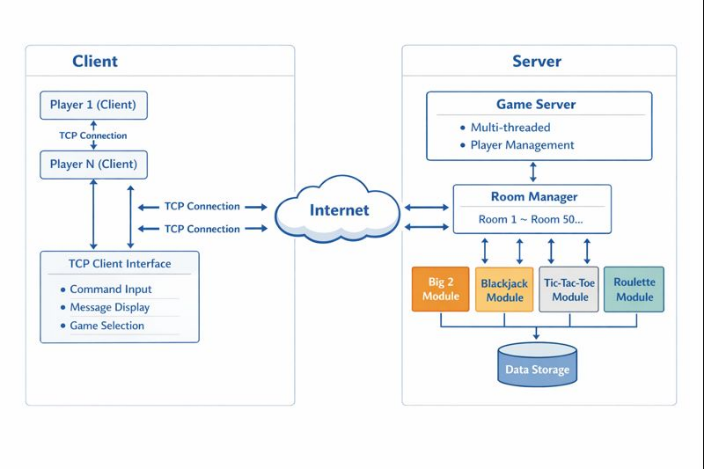 Client
Player 1 (Client)
TCP Connection
Player N (Client)
TCP Connection
TCP Connection
TCP Client Interface
• Command Input
• Message Display
• Game Selection
Internet
Server
Game Server
• Multi-threaded
• Player Management
Room Manager
Room 1 ~ Room 50...
Big 2
Module
Blackjack
Module
Tic-Tac-Toe
Module
Roulette
Module
Data Storage